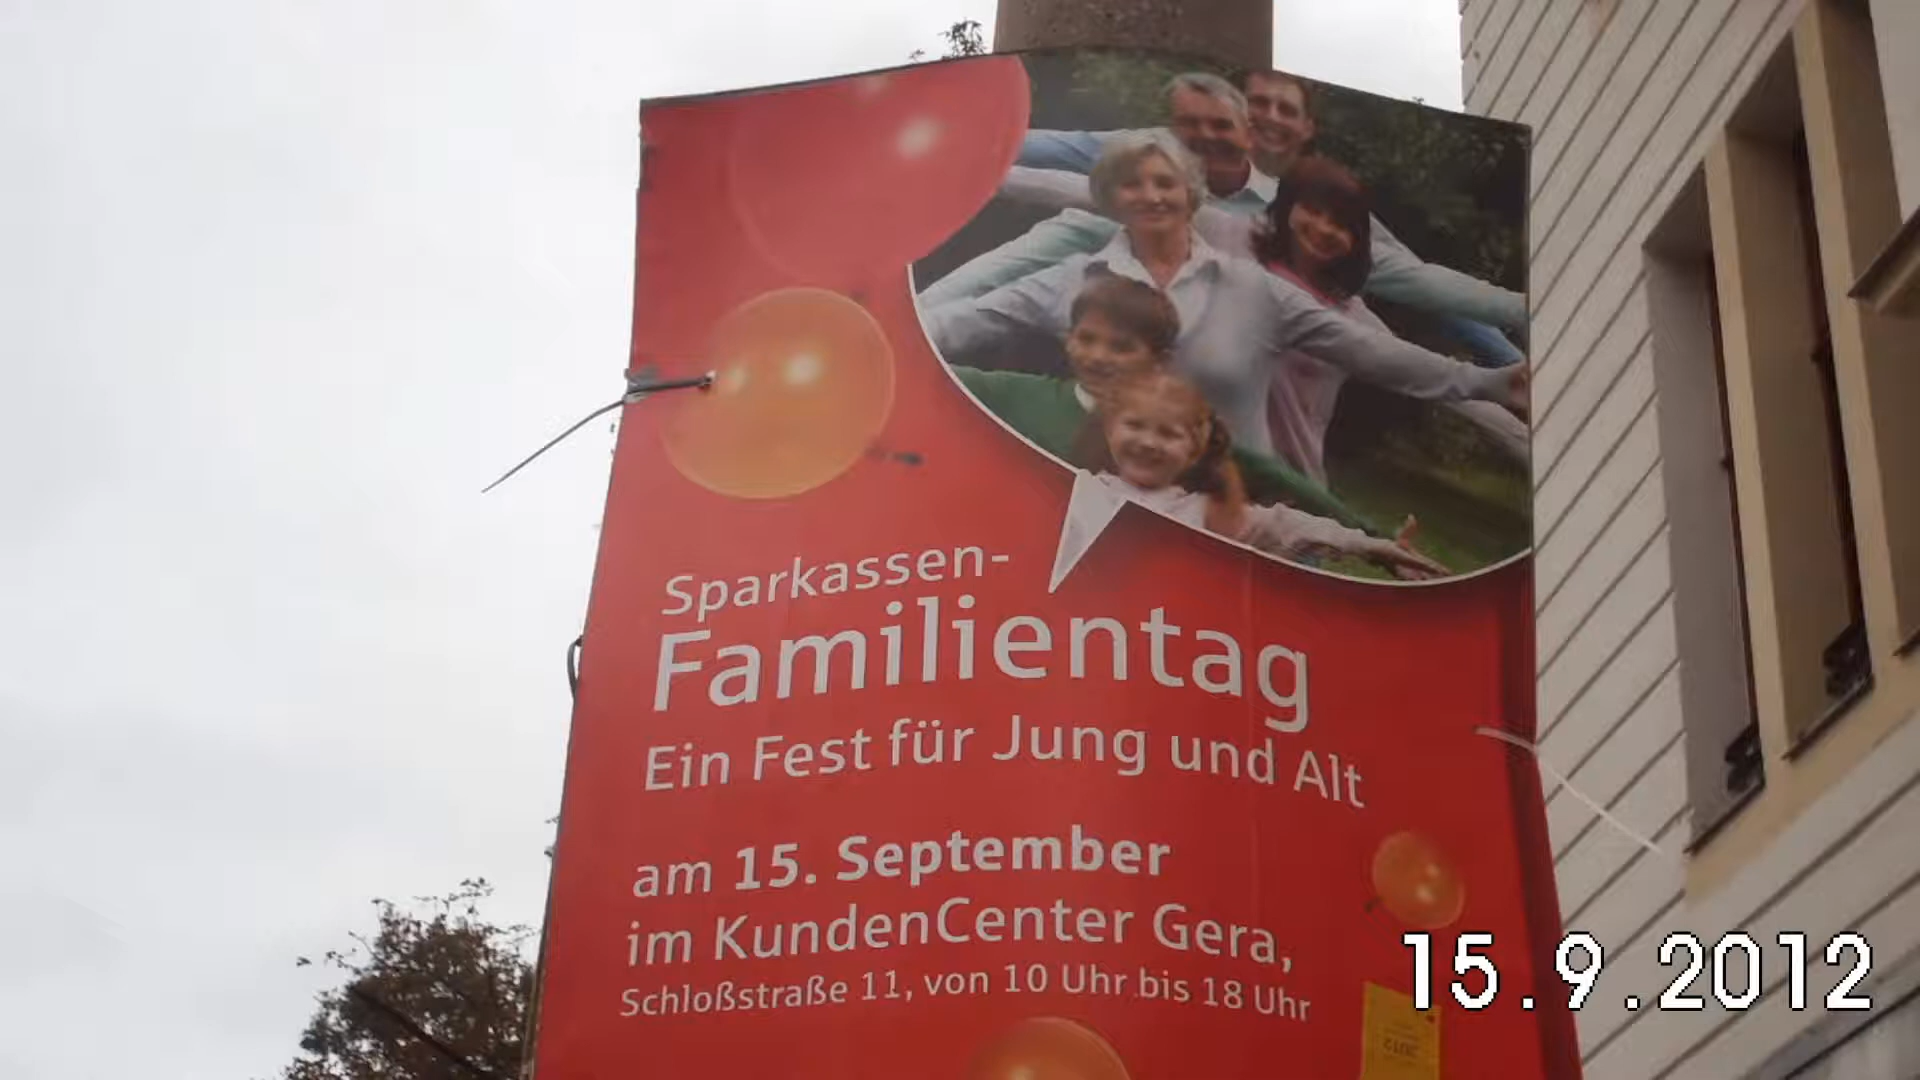 Sparkassen-
Familientag
Ein Fest für Jung und Alt
am 15. September
im KundenCenter Gera,
Schloßstraße 11, von 10 Uhr bis 18 Uhr
15.9.2012